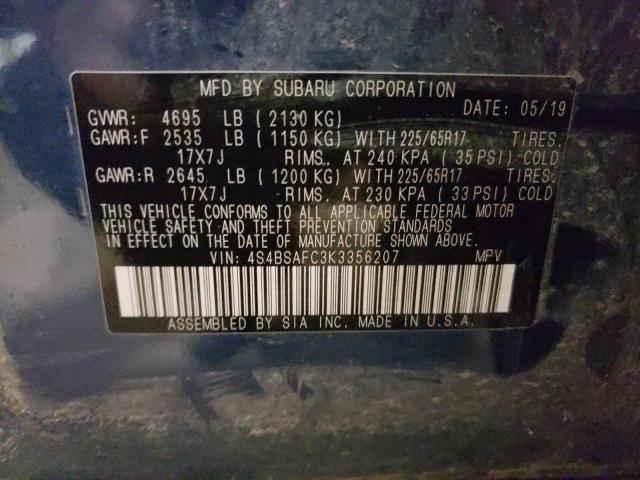 MFD BY SUBARU CORPORATION
DATE: 05/19
GVWR: 4695 LB (2130 KG)
GAWR:F 2535 LB (1150 KG) WITH 225/65R17 TIRES.
17X7J RIMS, AT 240 KPA (35 PSI) COLD
GAWR:R 2645 LB (1200 KG) WITH 225/65R17 TIRES.
17X7J RIMS, AT 230 KPA (33 PSI) COLD
THIS VEHICLE CONFORMS TO ALL APPLICABLE FEDERAL MOTOR
VEHICLE SAFETY AND THEFT PREVENTION STANDARDS
IN EFFECT ON THE DATE OF MANUFACTURE SHOWN ABOVE.
VIN: 4S4BSAFC3K3356207 MPV
ASSEMBLED BY SIA INC, MADE IN U.S.A.